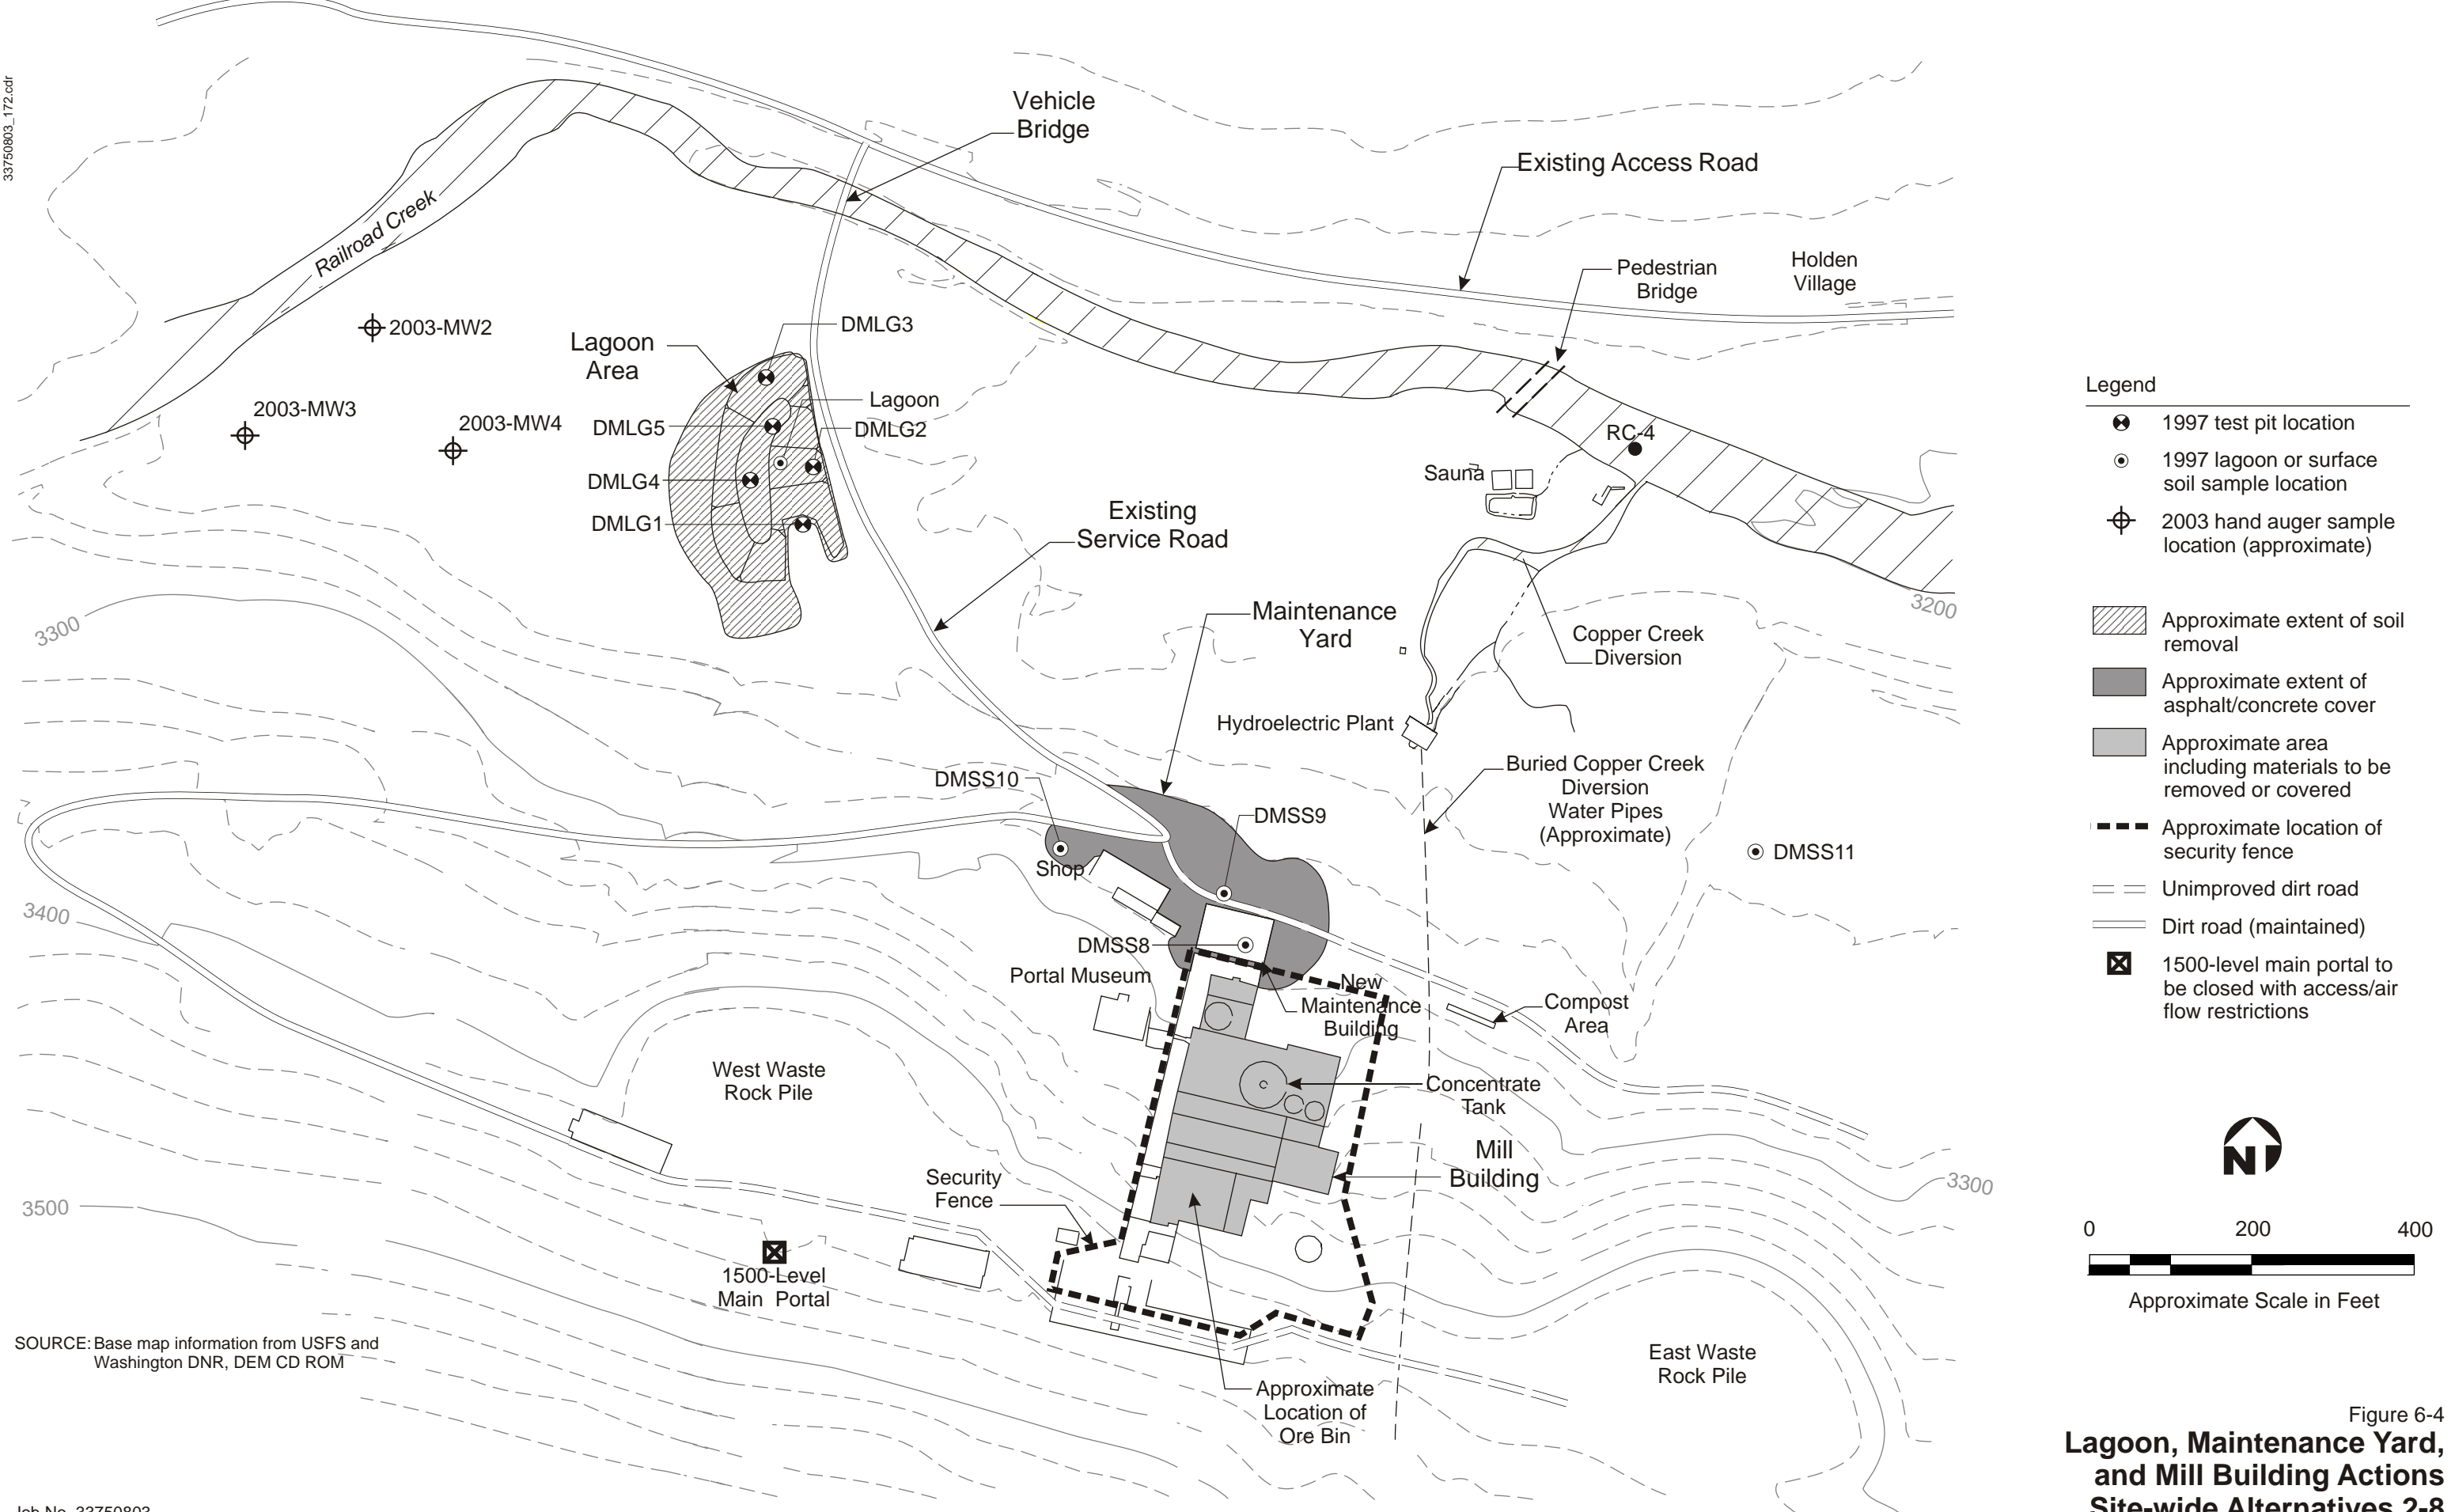 33750803_172.cdr
Vehicle
Bridge
Existing Access Road
Railroad Creek
Pedestrian
Bridge
Holden
Village
2003-MW2
2003-MW3
2003-MW4
Lagoon
Area
DMLG3
Lagoon
DMLG5
DMLG2
DMLG4
DMLG1
RC-4
Sauna
Existing
Service Road
3300
3200
Maintenance
Yard
Copper Creek
Diversion
Hydroelectric Plant
Buried Copper Creek
Diversion
Water Pipes
(Approximate)
DMSS10
DMSS9
DMSS11
Shop
3400
DMSS8
Portal Museum
New
Maintenance
Building
Compost
Area
West Waste
Rock Pile
Concentrate
Tank
Mill
Building
Security
Fence
3300
3500
1500-Level
Main Portal
East Waste
Rock Pile
Approximate
Location of
Ore Bin
SOURCE: Base map information from USFS and
Washington DNR, DEM CD ROM
Legend
1997 test pit location
1997 lagoon or surface
soil sample location
2003 hand auger sample
location (approximate)
Approximate extent of soil
removal
Approximate extent of
asphalt/concrete cover
Approximate area
including materials to be
removed or covered
Approximate location of
security fence
Unimproved dirt road
Dirt road (maintained)
1500-level main portal to
be closed with access/air
flow restrictions
N
0 200 400
Approximate Scale in Feet
Figure 6-4
Lagoon, Maintenance Yard,
and Mill Building Actions
Site-wide Alternatives 2-8
Job No. 33750803